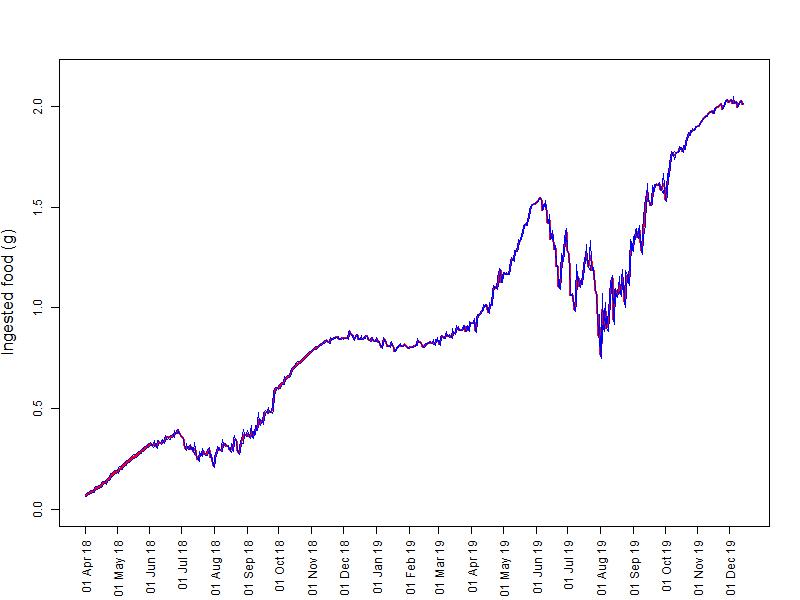 Ingested food (g)
2.0
1.5
1.0
0.5
0.0
01 Apr 18
01 May 18
01 Jun 18
01 Jul 18
01 Aug 18
01 Sep 18
01 Oct 18
01 Nov 18
01 Dec 18
01 Jan 19
01 Feb 19
01 Mar 19
01 Apr 19
01 May 19
01 Jun 19
01 Jul 19
01 Aug 19
01 Sep 19
01 Oct 19
01 Nov 19
01 Dec 19